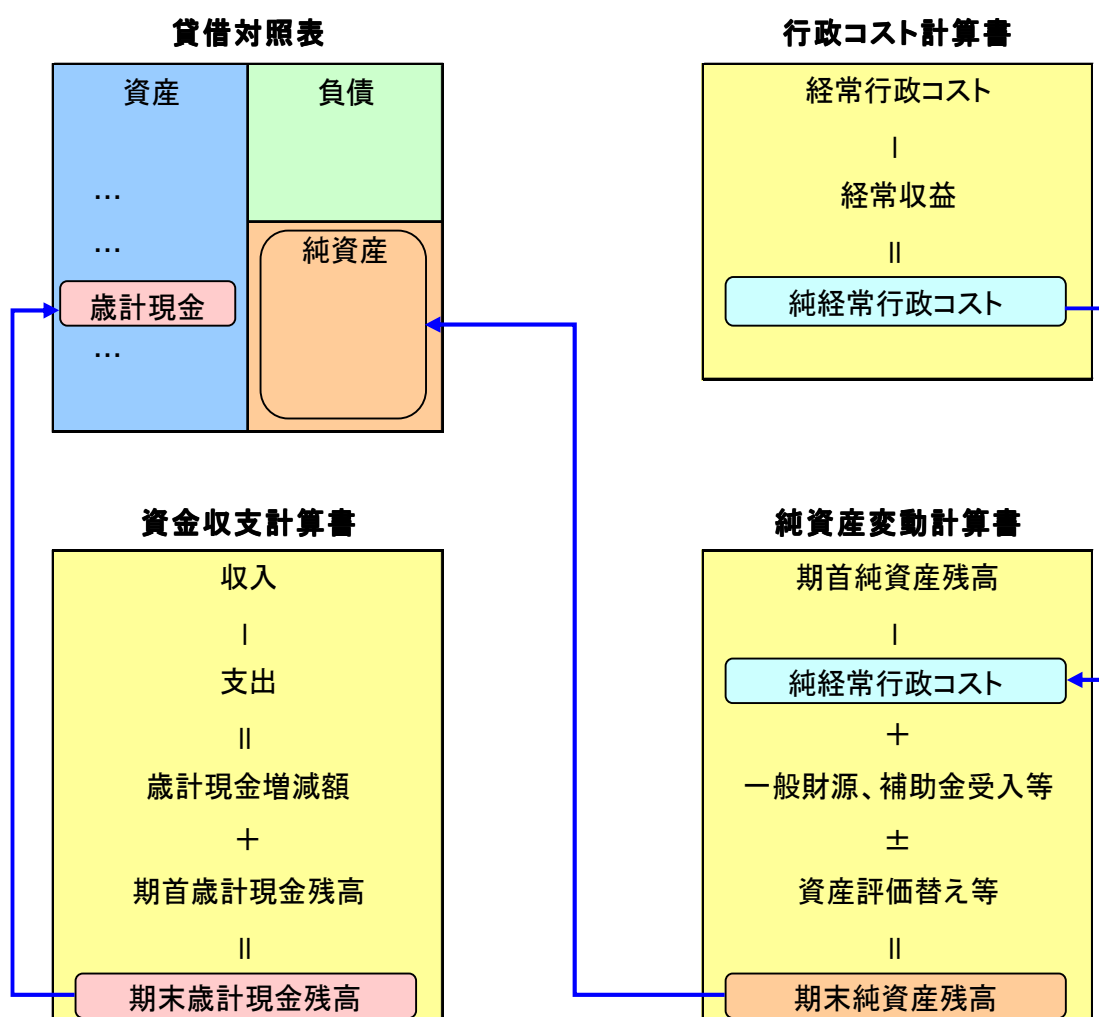 貸借対照表
資産
負債
…
…
純資産
歳計現金
…
行政コスト計算書
経常行政コスト
－
経常収益
＝
純経常行政コスト
資金収支計算書
収入
－
支出
＝
歳計現金増減額
＋
期首歳計現金残高
＝
期末歳計現金残高
純資産変動計算書
期首純資産残高
－
純経常行政コスト
＋
一般財源、補助金受入等
±
資産評価替え等
＝
期末純資産残高